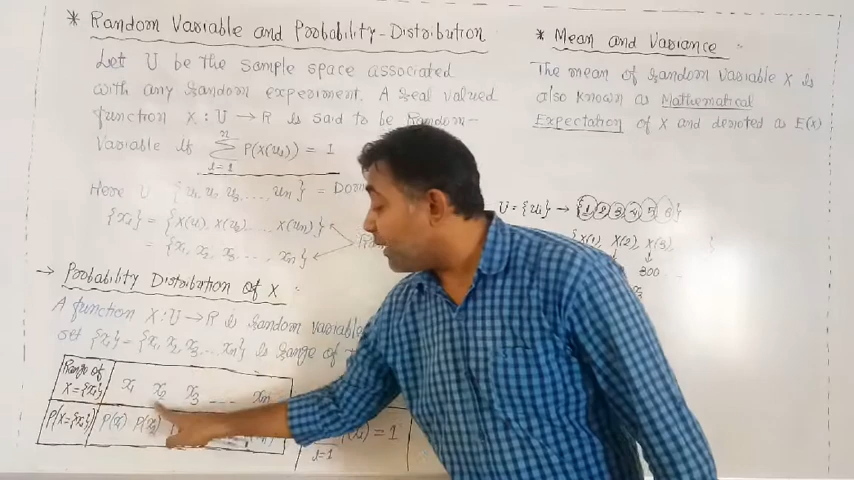 * Random Variable and Probability-Distribution
Let U be the sample space associated
with any random experiment. A real valued
function X : U → R is said to be Random-
Variable if n∑i=1 P(X(ui)) = 1
Here U {u1, u2, u3, ..., un} = Dom
{xi} = {X(u1), X(u2) ..., X(un)}
= {x1, x2, x3 ..., xn}
→ Probability Distribution of X :
A function X : U → R is random variable
set {xi} = {x1, x2, x3, ... xn} is range of
Range of X = {xi} x1 x2 x3 ---- xn
P(X={xi}) P(x1) P(x2)
i=1 P(xi) = 1
* Mean and Variance :
The mean of random variable X is
also known as Mathematical
Expectation of X and denoted as E(x)
U = {ui} → {1, 2, 3, 4, 5, 6}
{X(1), X(2), X(3), }
300